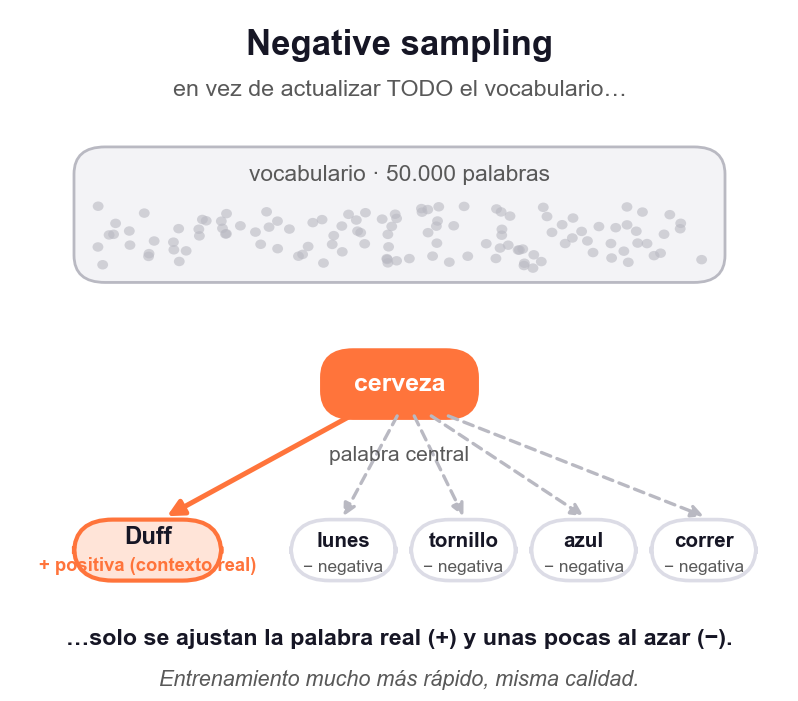 Negative sampling
en vez de actualizar TODO el vocabulario…
vocabulario · 50.000 palabras
cerveza
palabra central
Duff
+ positiva (contexto real)
lunes
− negativa
tornillo
− negativa
azul
− negativa
correr
− negativa
…solo se ajustan la palabra real (+) y unas pocas al azar (−).
Entrenamiento mucho más rápido, misma calidad.